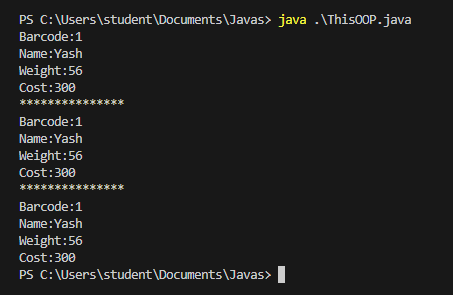 PS C:\Users\student\Documents\Javas> java .\ThisOOP.java
Barcode:1
Name:Yash
Weight:56
Cost:300
***************
Barcode:1
Name:Yash
Weight:56
Cost:300
***************
Barcode:1
Name:Yash
Weight:56
Cost:300
PS C:\Users\student\Documents\Javas>